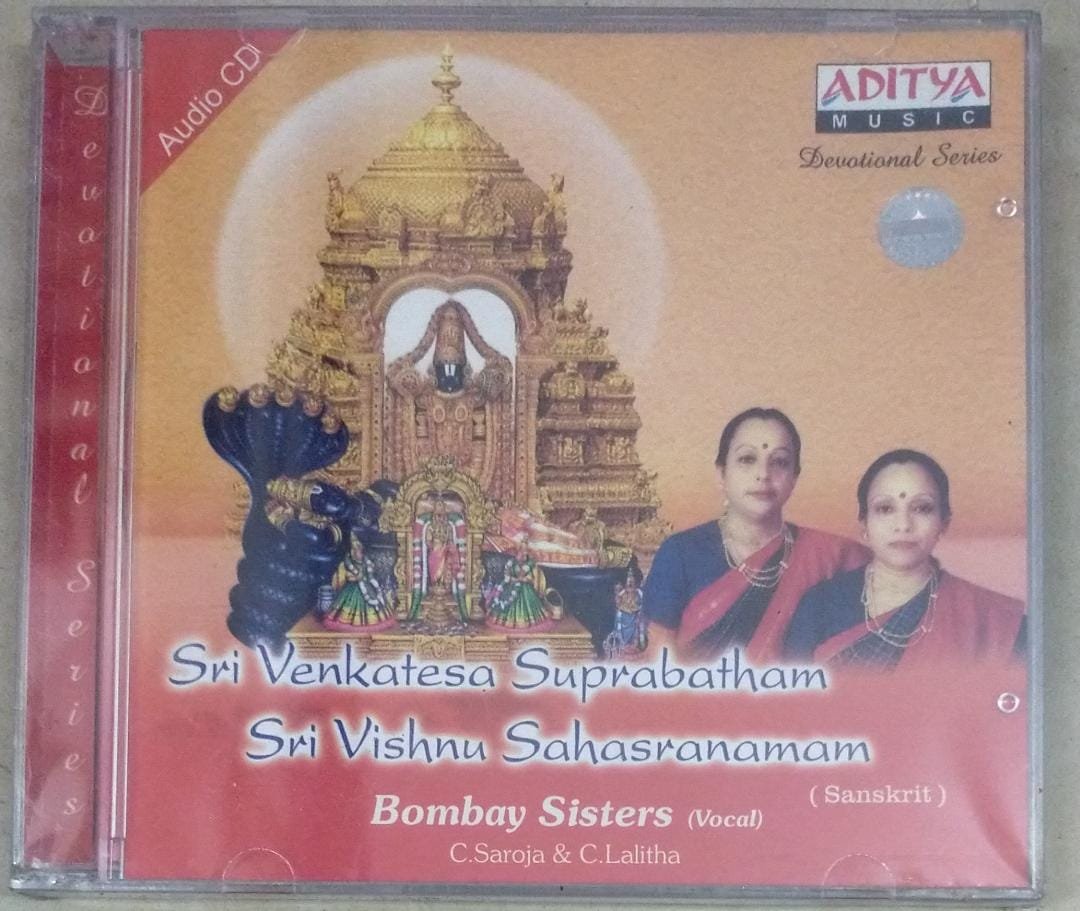 Audio CD
ADITYA
MUSIC
Devotional Series
Devotional Series
Sri Venkatesa Suprabatham
Sri Vishnu Sahasranamam
( Sanskrit )
Bombay Sisters (Vocal)
C.Saroja & C.Lalitha